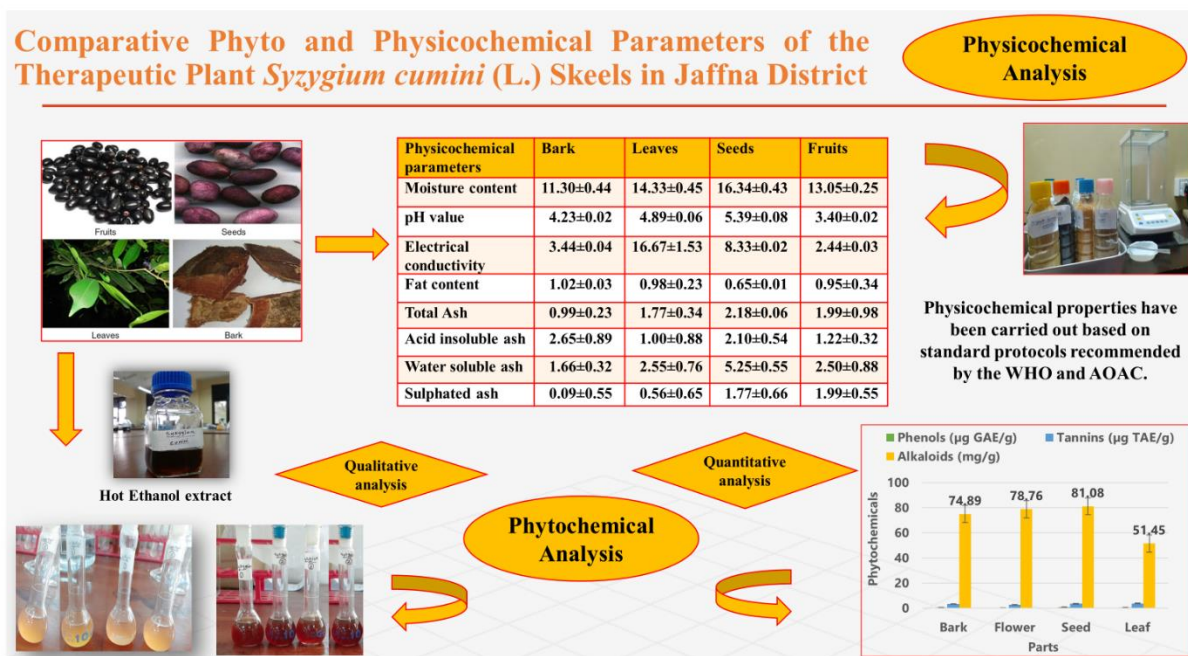 Comparative Phyto and Physicochemical Parameters of the
Therapeutic Plant Syzygium cumini (L.) Skeels in Jaffna District
Physicochemical
Analysis
Fruits
Seeds
Leaves
Bark
Physicochemical parameters Bark Leaves Seeds Fruits
Moisture content 11.30±0.44 14.33±0.45 16.34±0.43 13.05±0.25
pH value 4.23±0.02 4.89±0.06 5.39±0.08 3.40±0.02
Electrical conductivity 3.44±0.04 16.67±1.53 8.33±0.02 2.44±0.03
Fat content 1.02±0.03 0.98±0.23 0.65±0.01 0.95±0.34
Total Ash 0.99±0.23 1.77±0.34 2.18±0.06 1.99±0.98
Acid insoluble ash 2.65±0.89 1.00±0.88 2.10±0.54 1.22±0.32
Water soluble ash 1.66±0.32 2.55±0.76 5.25±0.55 2.50±0.88
Sulphated ash 0.09±0.55 0.56±0.65 1.77±0.66 1.99±0.55
Physicochemical properties have
been carried out based on
standard protocols recommended
by the WHO and AOAC.
Hot Ethanol extract
Qualitative
analysis
Quantitative
analysis
Phytochemical
Analysis
Phenols (µg GAE/g) Tannins (µg TAE/g)
Alkaloids (mg/g)
Phytochemicals
100
80
60
40
20
0
74.89
78.76
81.08
51.45
Bark Flower Seed Leaf
Parts